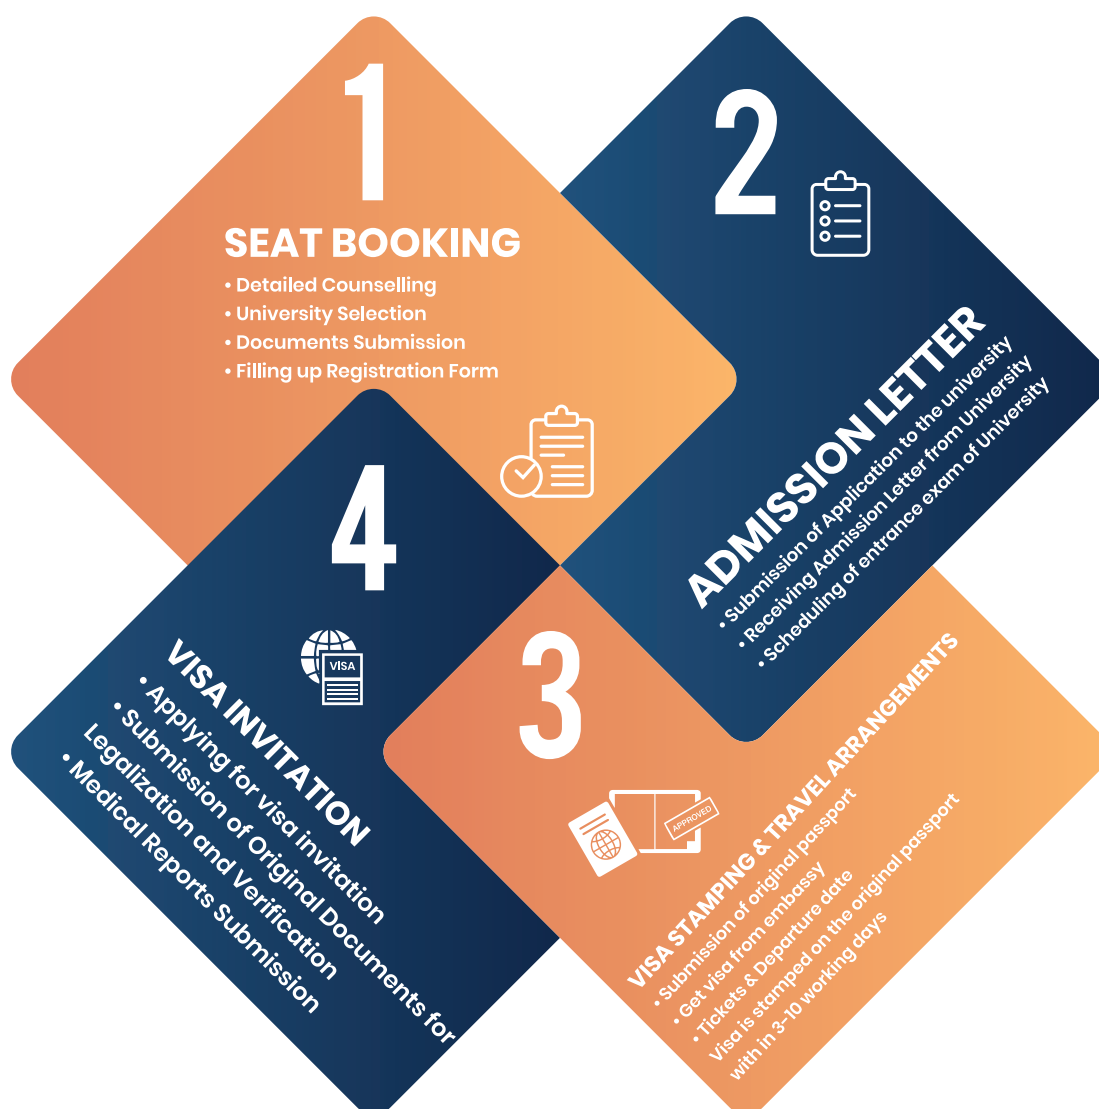 1
SEAT BOOKING
• Detailed Counselling
• University Selection
• Documents Submission
• Filling up Registration Form
2
ADMISSION LETTER
• Submission of Application to the university
• Receiving Admission Letter from University
• Scheduling of entrance exam of University
3
APPROVED
VISA STAMPING & TRAVEL ARRANGEMENTS
• Submission of original passport
• Get visa from embassy
• Tickets & Departure date
Visa is stamped on the original passport
with in 3-10 working days
4
VISA
VISA INVITATION
• Applying for visa invitation
• Submission of Original Documents for
Legalization and Verification
• Medical Reports Submission